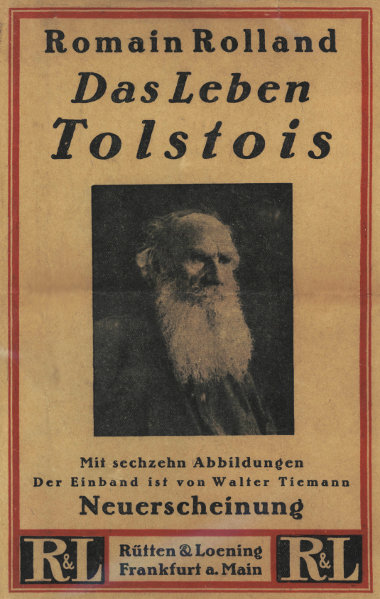 Romain Rolland
Das Leben
Tolstois
Mit sechzehn Abbildungen
Der Einband ist von Walter Tiemann
Neuerscheinung
R&L
Rütten & Loening
Frankfurt a. Main
R&L